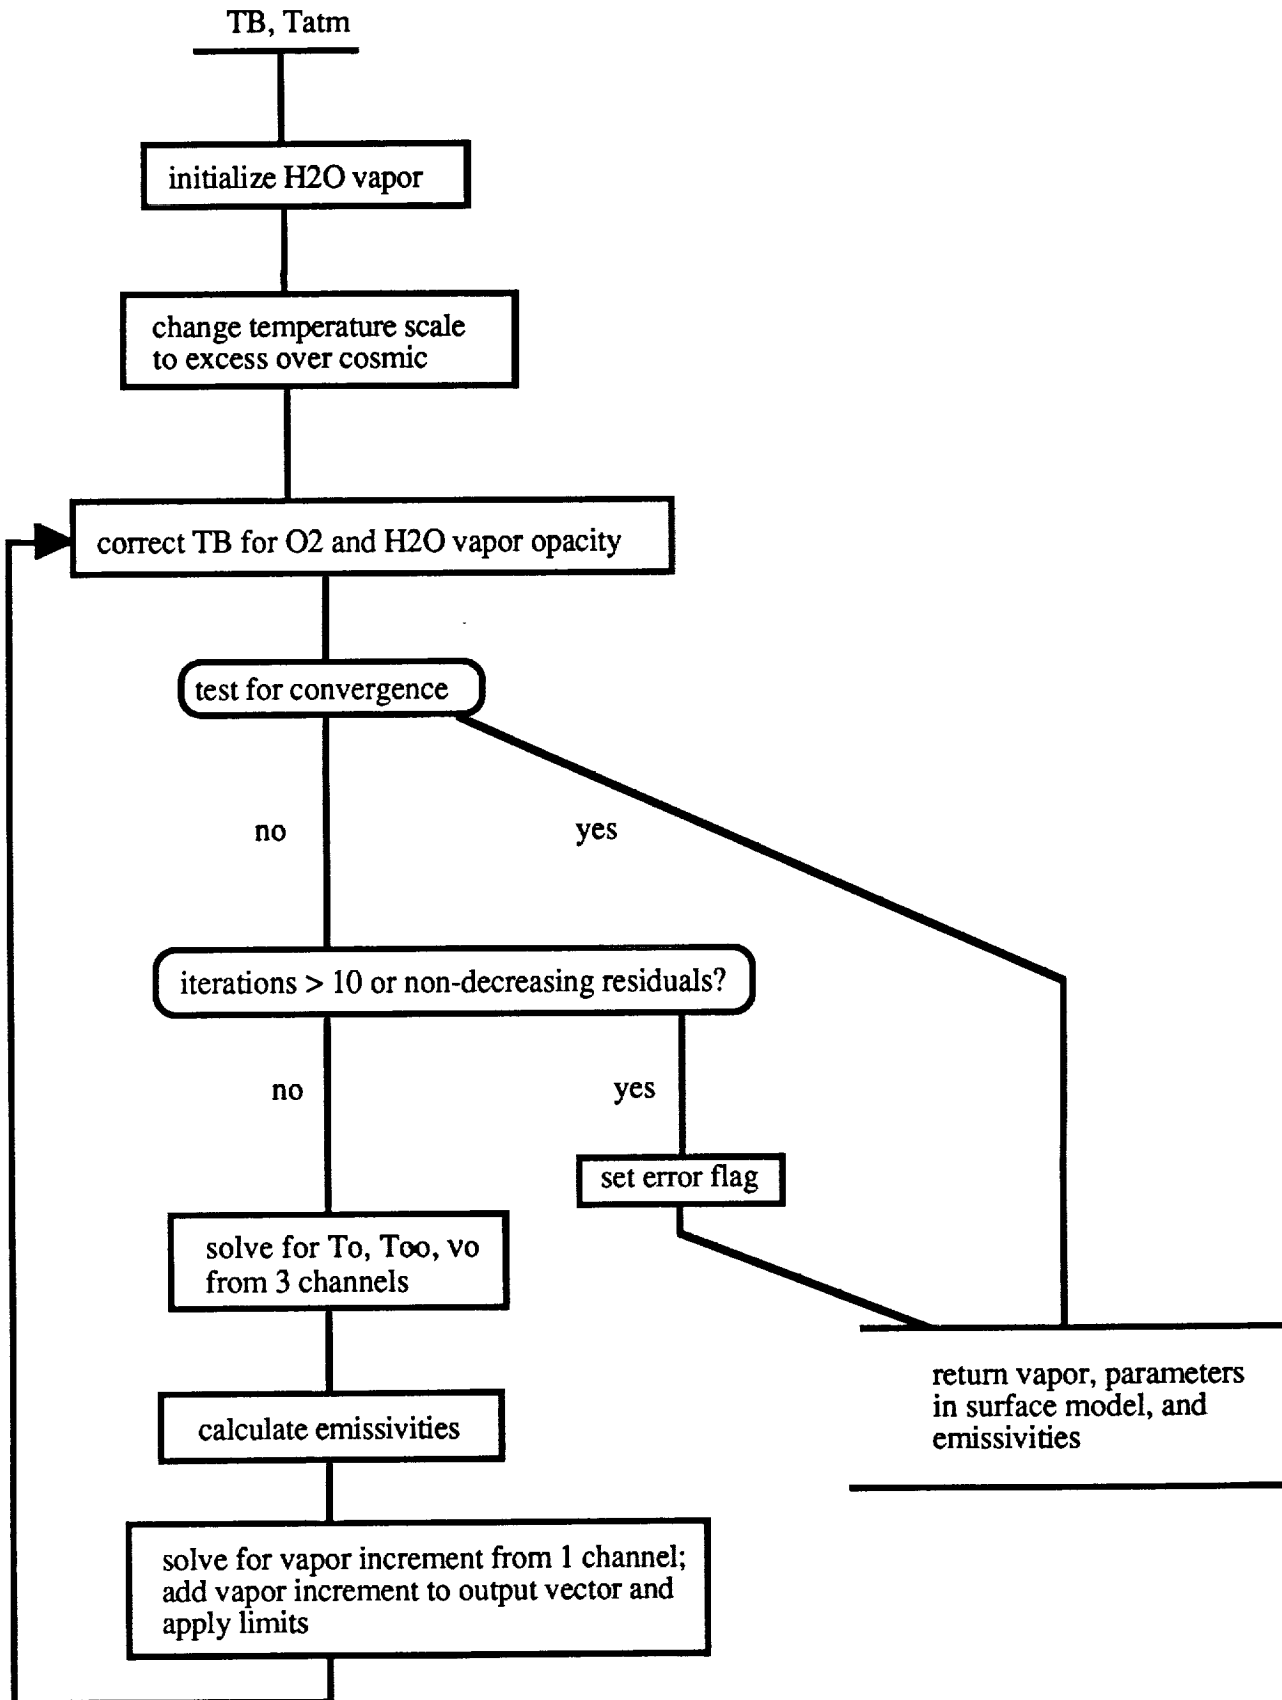 TB, Tatm
initialize H2O vapor
change temperature scale
to excess over cosmic
correct TB for O2 and H2O vapor opacity
test for convergence
no
yes
iterations > 10 or non-decreasing residuals?
no
yes
set error flag
solve for To, T∞, νo
from 3 channels
return vapor, parameters
in surface model, and
emissivities
calculate emissivities
solve for vapor increment from 1 channel;
add vapor increment to output vector and
apply limits